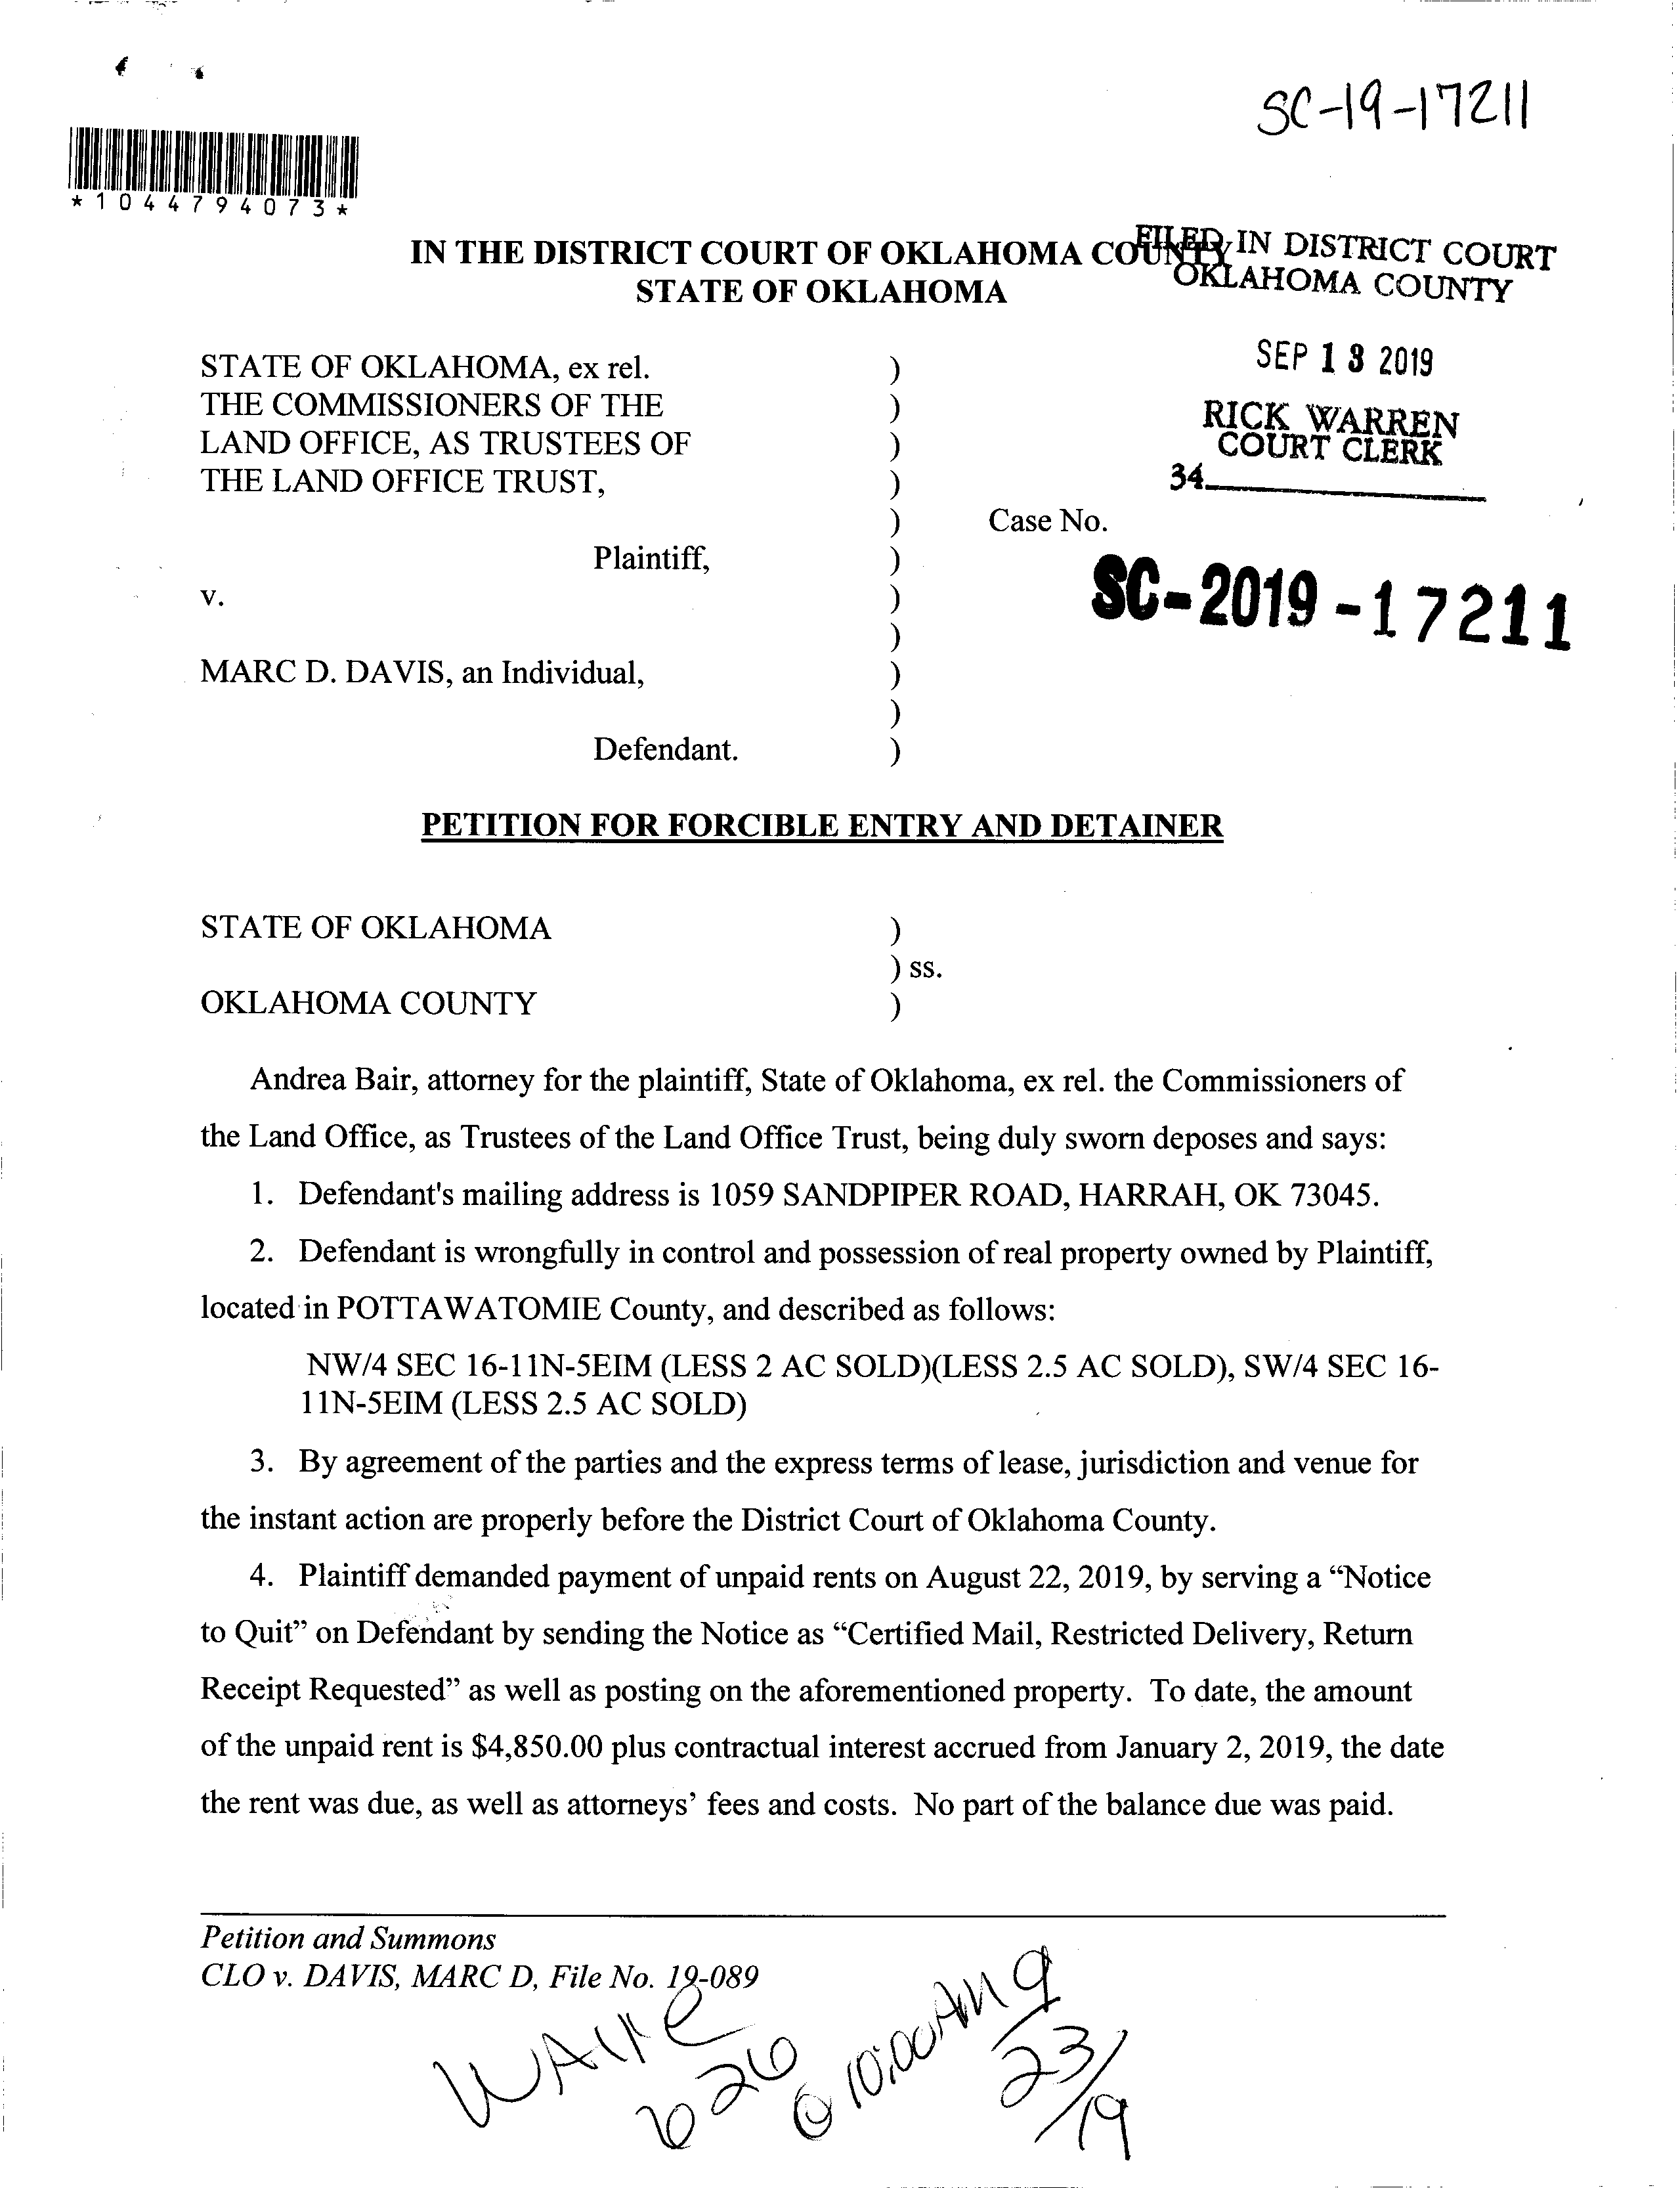 SC-19-17211
*1044794073*
IN THE DISTRICT COURT OF OKLAHOMA COUNTY
STATE OF OKLAHOMA
FILED IN DISTRICT COURT
OKLAHOMA COUNTY
SEP 13 2019
RICK WARREN
COURT CLERK
34
STATE OF OKLAHOMA, ex rel. )
THE COMMISSIONERS OF THE )
LAND OFFICE, AS TRUSTEES OF )
THE LAND OFFICE TRUST, )
) Case No.
Plaintiff, )
SC-2019-17211
v. )
)
MARC D. DAVIS, an Individual, )
)
Defendant. )
PETITION FOR FORCIBLE ENTRY AND DETAINER
STATE OF OKLAHOMA )
) ss.
OKLAHOMA COUNTY )
Andrea Bair, attorney for the plaintiff, State of Oklahoma, ex rel. the Commissioners of
the Land Office, as Trustees of the Land Office Trust, being duly sworn deposes and says:
1. Defendant's mailing address is 1059 SANDPIPER ROAD, HARRAH, OK 73045.
2. Defendant is wrongfully in control and possession of real property owned by Plaintiff,
located in POTTAWATOMIE County, and described as follows:
NW/4 SEC 16-11N-5EIM (LESS 2 AC SOLD)(LESS 2.5 AC SOLD), SW/4 SEC 16-
11N-5EIM (LESS 2.5 AC SOLD)
3. By agreement of the parties and the express terms of lease, jurisdiction and venue for
the instant action are properly before the District Court of Oklahoma County.
4. Plaintiff demanded payment of unpaid rents on August 22, 2019, by serving a “Notice
to Quit” on Defendant by sending the Notice as “Certified Mail, Restricted Delivery, Return
Receipt Requested” as well as posting on the aforementioned property. To date, the amount
of the unpaid rent is $4,850.00 plus contractual interest accrued from January 2, 2019, the date
the rent was due, as well as attorneys’ fees and costs. No part of the balance due was paid.
Petition and Summons
CLO v. DAVIS, MARC D, File No. 19-089
626
@ 10:00AM 9/23/19